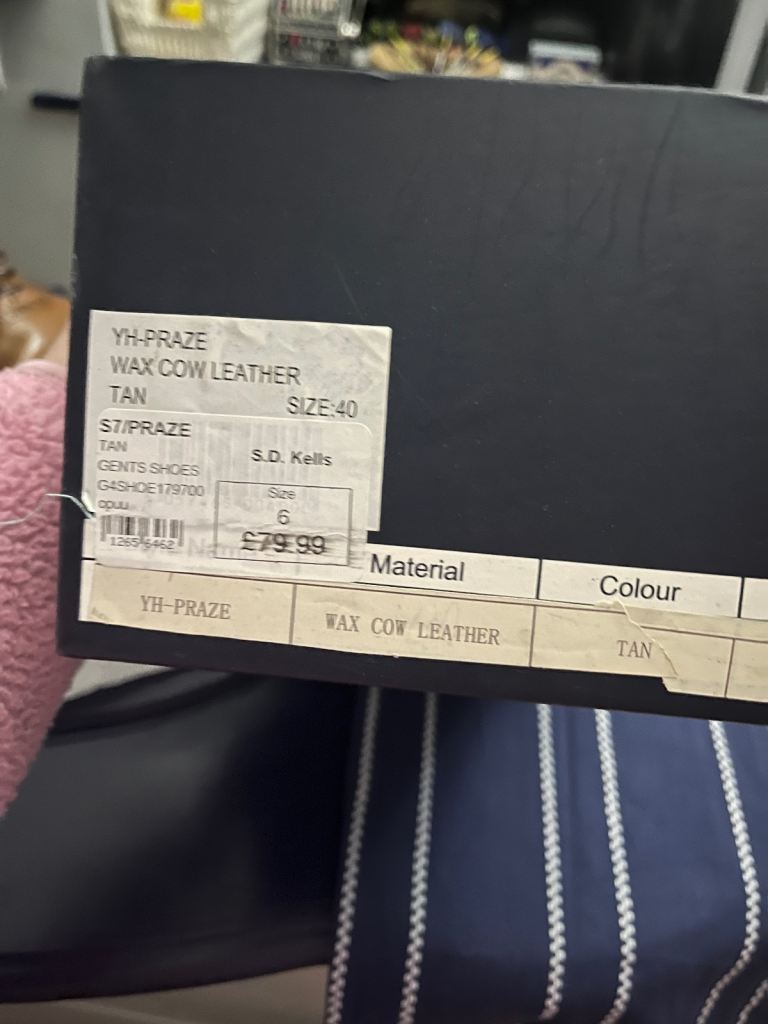 YH-PRAZE
WAX COW LEATHER
TAN SIZE:40
S7/PRAZE
TAN
S.D. Kells
GENTS SHOES
G4SHOE179700
Size
6
£79.99
12656462
Material Colour
YH-PRAZE WAX COW LEATHER TAN